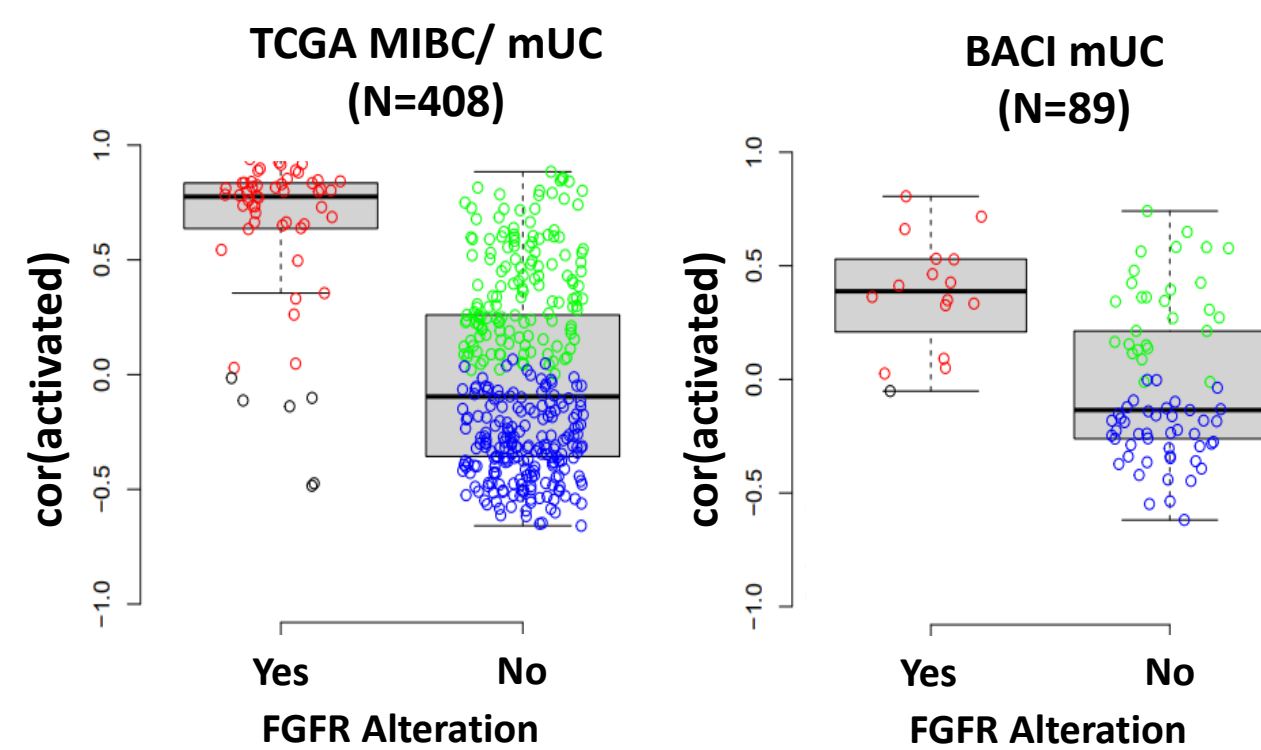 TCGA MIBC/ mUC
(N=408)
cor(activated)
1.0
0.5
0.0
−0.5
−1.0
Yes
No
FGFR Alteration
BACI mUC
(N=89)
cor(activated)
1.0
0.5
0.0
−0.5
−1.0
Yes
No
FGFR Alteration